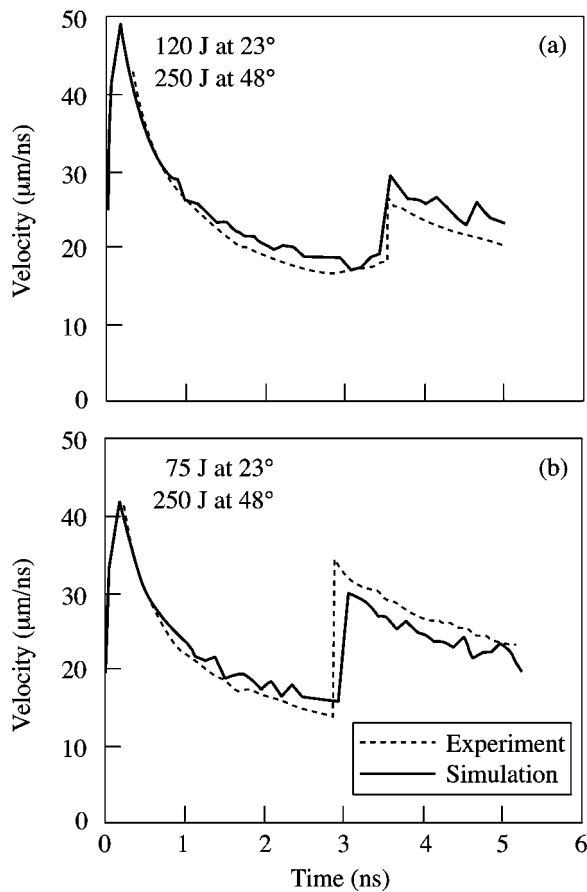 50
40
30
20
10
0
Velocity (µm/ns)
120 J at 23°
250 J at 48°
(a)
50
40
30
20
10
0
Velocity (µm/ns)
75 J at 23°
250 J at 48°
(b)
Experiment
Simulation
0 1 2 3 4 5 6
Time (ns)